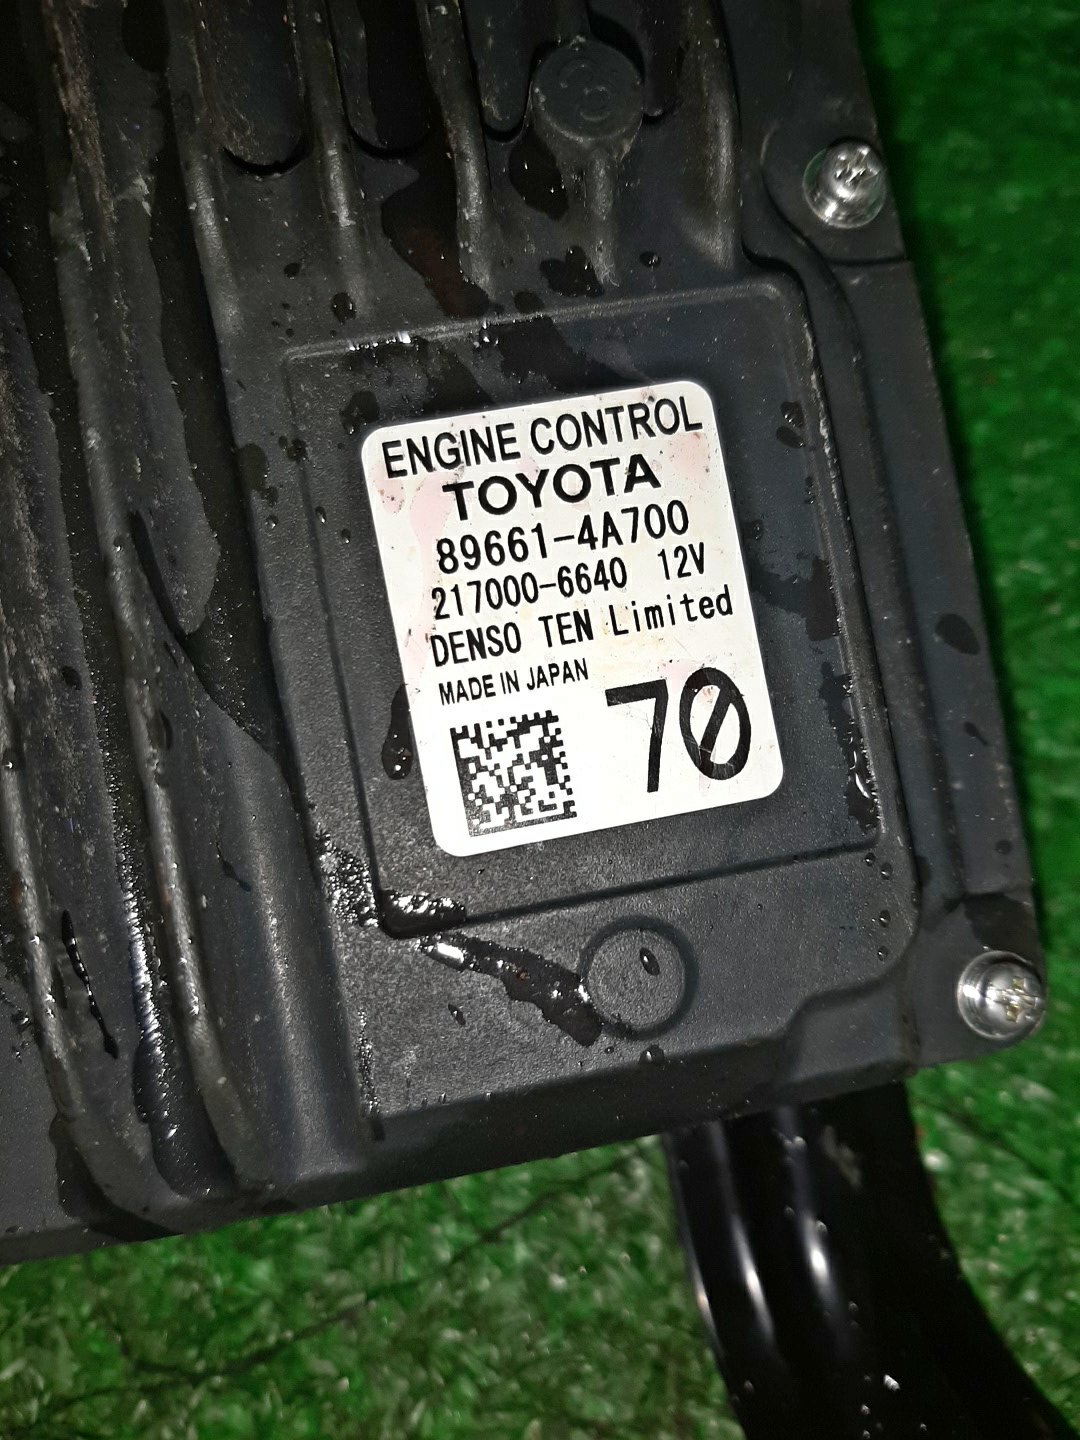 ENGINE CONTROL
TOYOTA
89661-4A700
217000-6640 12V
DENSO TEN Limited
MADE IN JAPAN
70